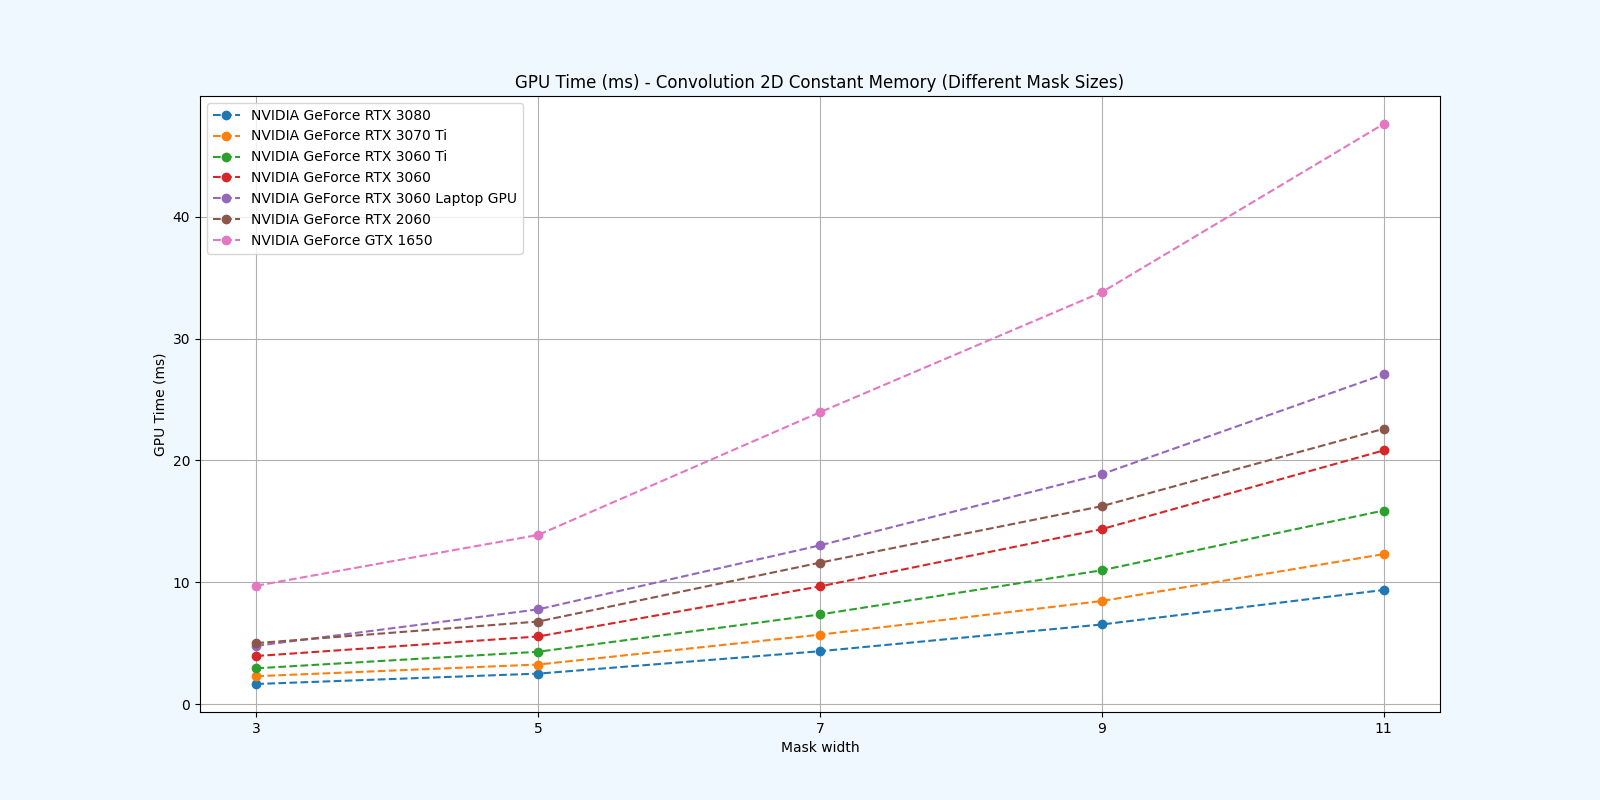 GPU Time (ms) - Convolution 2D Constant Memory (Different Mask Sizes)
NVIDIA GeForce RTX 3080
NVIDIA GeForce RTX 3070 Ti
NVIDIA GeForce RTX 3060 Ti
NVIDIA GeForce RTX 3060
NVIDIA GeForce RTX 3060 Laptop GPU
NVIDIA GeForce RTX 2060
NVIDIA GeForce GTX 1650
GPU Time (ms)
40
30
20
10
0
3 5 7 9 11
Mask width